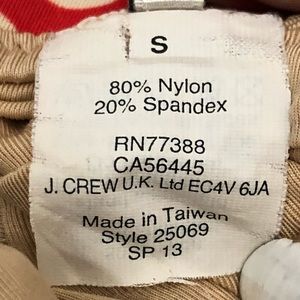 S
80% Nylon
20% Spandex
RN77388
CA56445
J. CREW U.K. Ltd EC4V 6JA
Made in Taiwan
Style 25069
SP 13